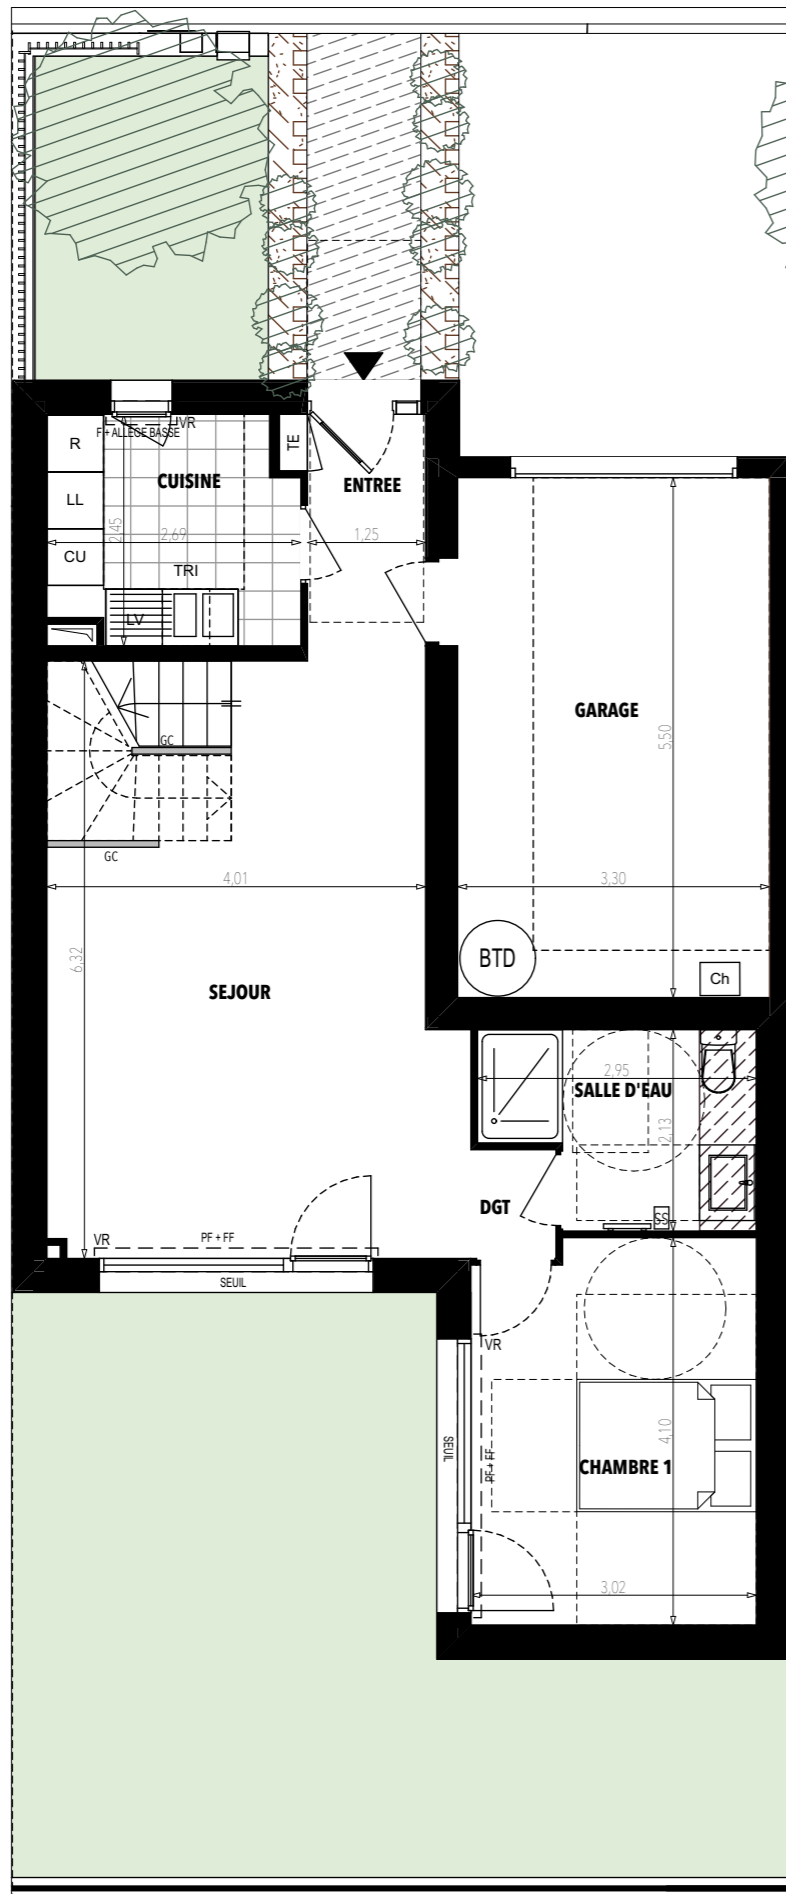 VR
F + ALLEGE BASSE
R
TE
CUISINE
ENTREE
LL
2,45
2,69
1,25
CU
TRI
LV
GARAGE
5,50
GC
GC
4,01
3,30
6,32
BTD
Ch
SEJOUR
2,95
SALLE D'EAU
2,13
DGT
SS
VR
PF + FF
SEUIL
VR
SEUIL
PF + FF
4,10
CHAMBRE 1
3,02